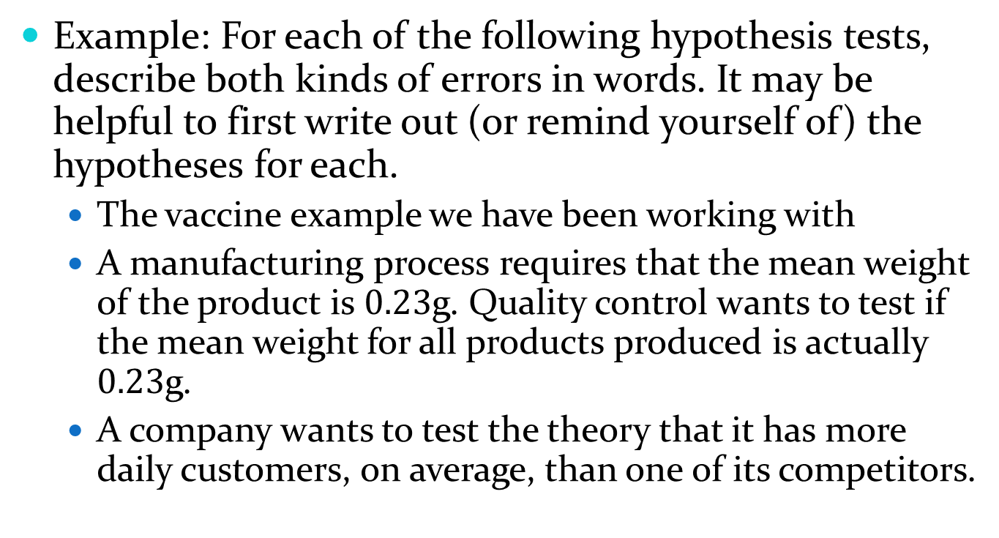 • Example: For each of the following hypothesis tests,
describe both kinds of errors in words. It may be
helpful to first write out (or remind yourself of) the
hypotheses for each.
• The vaccine example we have been working with
• A manufacturing process requires that the mean weight
of the product is 0.23g. Quality control wants to test if
the mean weight for all products produced is actually
0.23g.
• A company wants to test the theory that it has more
daily customers, on average, than one of its competitors.